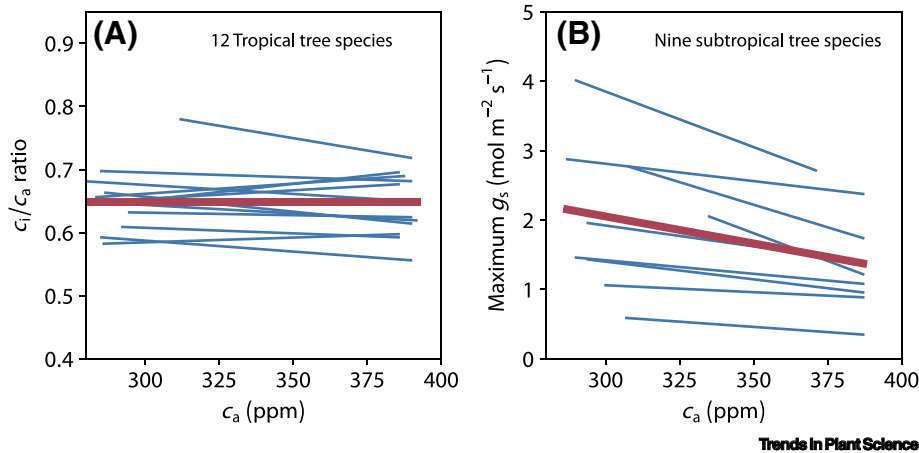 (A)
12 Tropical tree species
0.9
0.8
0.7
0.6
0.5
0.4
ci/ca ratio
300
325
350
375
400
ca (ppm)
(B)
Nine subtropical tree species
5
4
3
2
1
0
Maximum gs (mol m−2 s−1)
300
325
350
375
400
ca (ppm)
Trends in Plant Science